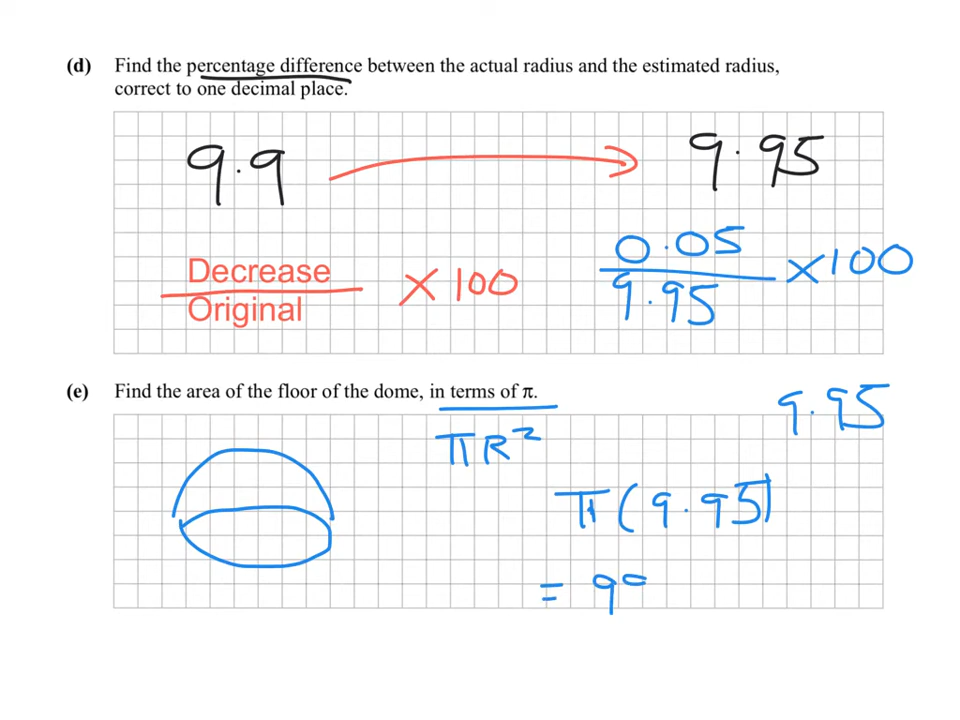 (d) Find the percentage difference between the actual radius and the estimated radius,
correct to one decimal place.
9.9 → 9.95
Decrease
Original
× 100
0.05
9.95
×100
(e) Find the area of the floor of the dome, in terms of π.
9.95
πR²
π(9.95)
= 99